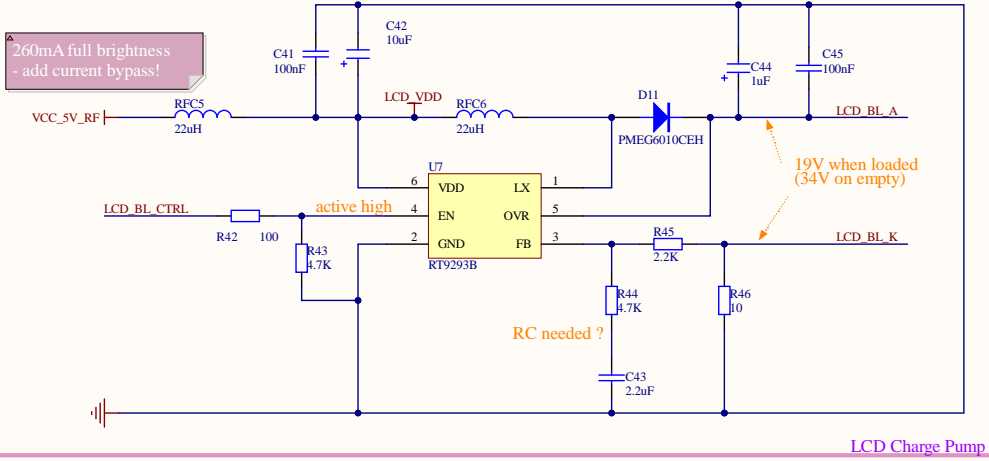 260mA full brightness
- add current bypass!
C41
100nF
C42
10uF
+
C44
1uF
+
C45
100nF
VCC_5V_RF
RFC5
22uH
LCD_VDD
RFC6
22uH
D11
PMEG6010CEH
LCD_BL_A
19V when loaded
(34V on empty)
U7
6 VDD LX 1
4 EN OVR 5
2 GND FB 3
RT9293B
active high
LCD_BL_CTRL
R42 100
R43
4.7K
R45
2.2K
LCD_BL_K
R44
4.7K
R46
10
RC needed ?
C43
2.2uF
LCD Charge Pump